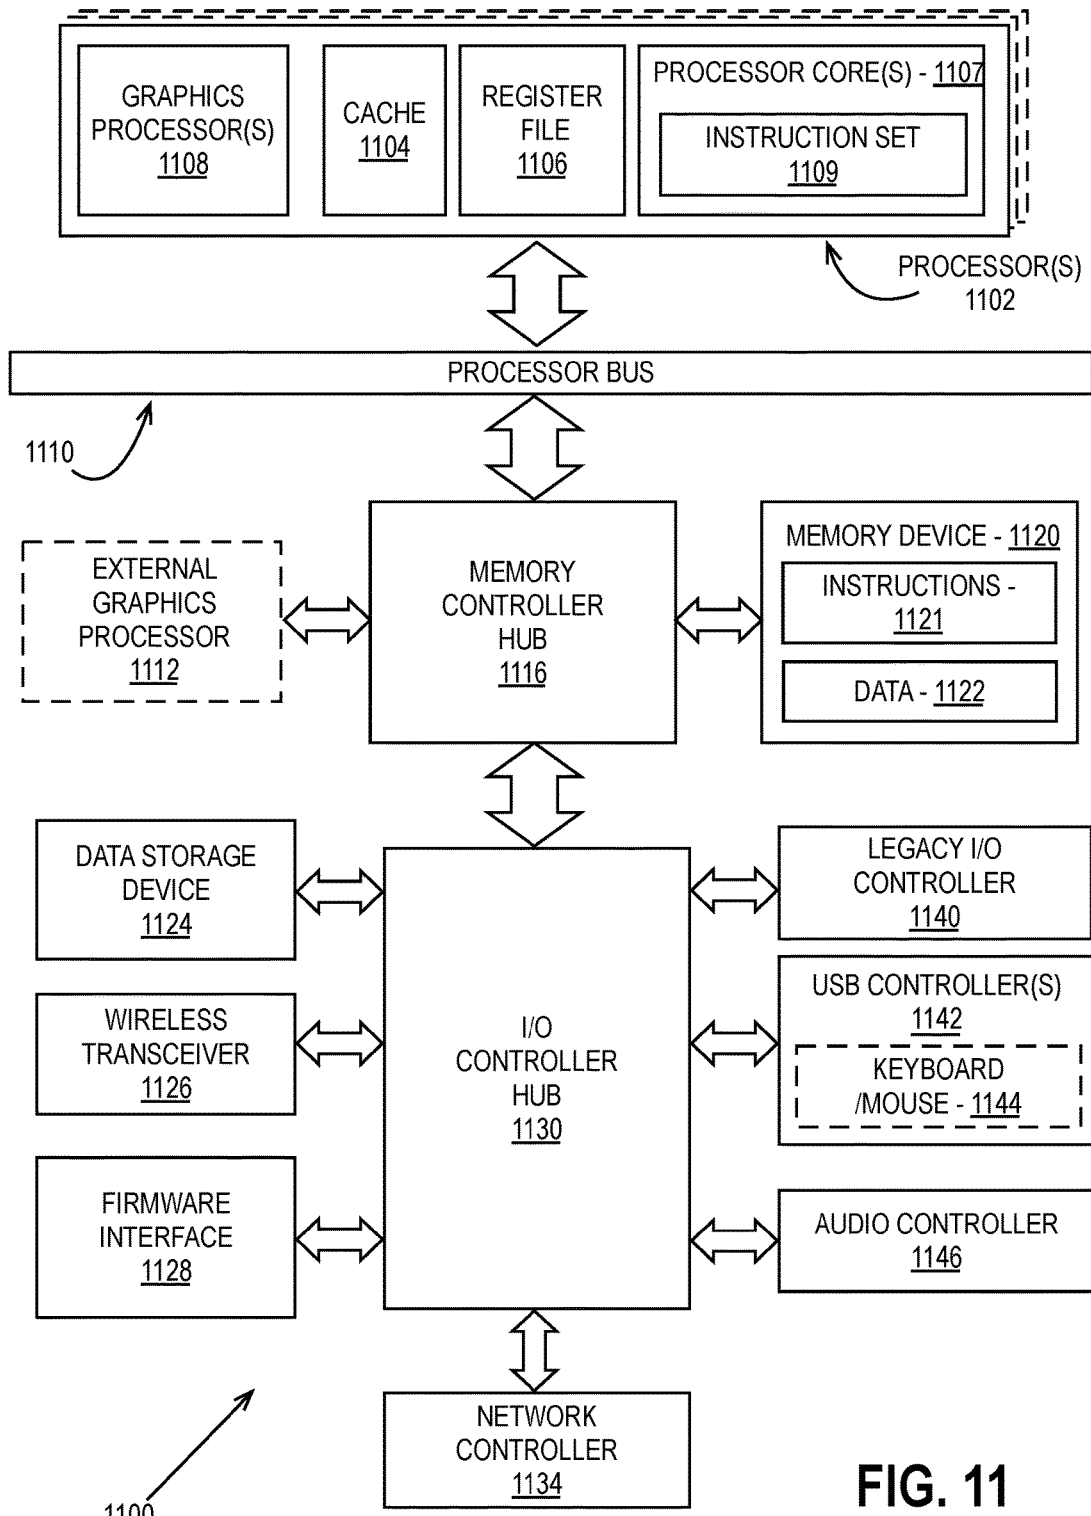 GRAPHICS
PROCESSOR(S)
1108
CACHE
1104
REGISTER
FILE
1106
PROCESSOR CORE(S) - 1107
INSTRUCTION SET
1109
PROCESSOR(S)
1102
PROCESSOR BUS
1110
EXTERNAL
GRAPHICS
PROCESSOR
1112
MEMORY
CONTROLLER
HUB
1116
MEMORY DEVICE - 1120
INSTRUCTIONS -
1121
DATA - 1122
DATA STORAGE
DEVICE
1124
WIRELESS
TRANSCEIVER
1126
FIRMWARE
INTERFACE
1128
I/O
CONTROLLER
HUB
1130
LEGACY I/O
CONTROLLER
1140
USB CONTROLLER(S)
1142
KEYBOARD
/MOUSE - 1144
AUDIO CONTROLLER
1146
NETWORK
CONTROLLER
1134
1100
FIG. 11